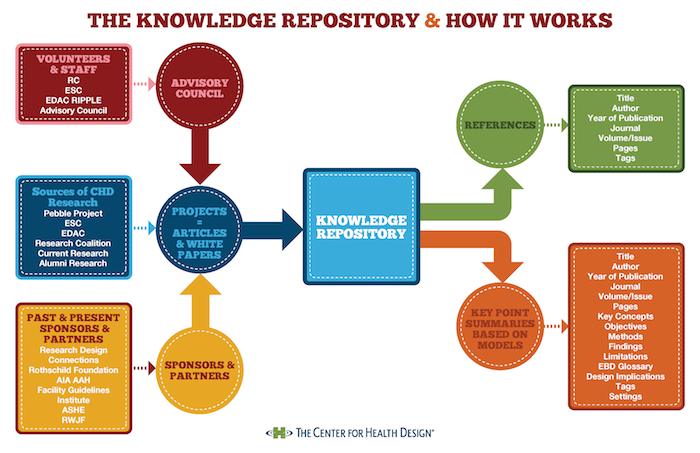 THE KNOWLEDGE REPOSITORY & HOW IT WORKS
VOLUNTEERS
& STAFF
RC
ESC
EDAC RIPPLE
Advisory Council
ADVISORY
COUNCIL
Sources of CHD
Research
Pebble Project
ESC
EDAC
Research Coalition
Current Research
Alumni Research
PROJECTS
=
ARTICLES
& WHITE
PAPERS
PAST & PRESENT
SPONSORS &
PARTNERS
Research Design
Connections
Rothschild Foundation
AIA AAH
Facility Guidelines
Institute
ASHE
RWJF
SPONSORS &
PARTNERS
KNOWLEDGE
REPOSITORY
REFERENCES
Title
Author
Year of Publication
Journal
Volume/Issue
Pages
Tags
KEY POINT
SUMMARIES
BASED ON
MODELS
Title
Author
Year of Publication
Journal
Volume/Issue
Pages
Key Concepts
Objectives
Methods
Findings
Limitations
EBD Glossary
Design Implications
Tags
Settings
THE CENTER FOR HEALTH DESIGN®